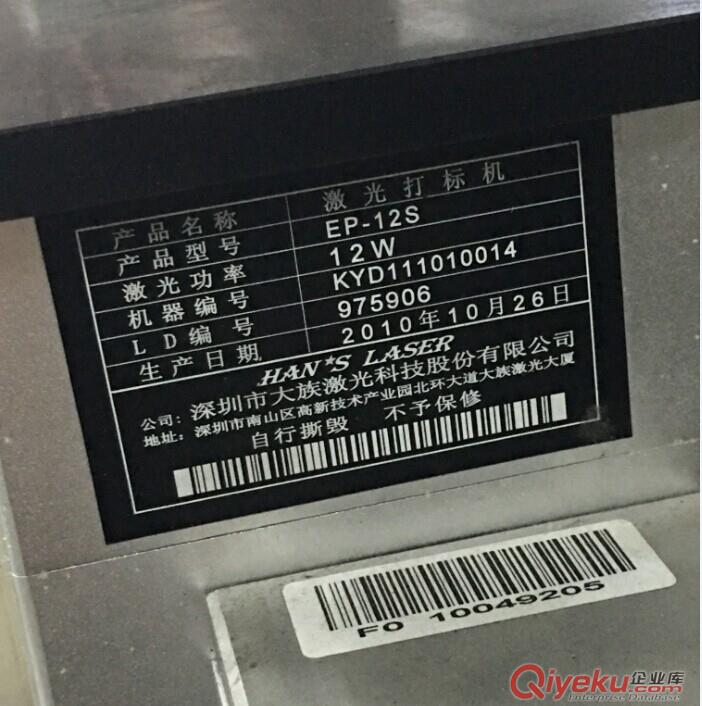 产品名称 激光打标机
产品型号 EP-12S
激光功率 12W
机器编号 KYD111010014
LD编号 975906
生产日期 2010年10月26日
HAN*S LASER
公司: 深圳市大族激光科技股份有限公司
地址: 深圳市南山区高新技术产业园北环大道大族激光大厦
自行撕毁 不予保修
F0 10049205
Qiyeku企业库
Enterprise Database